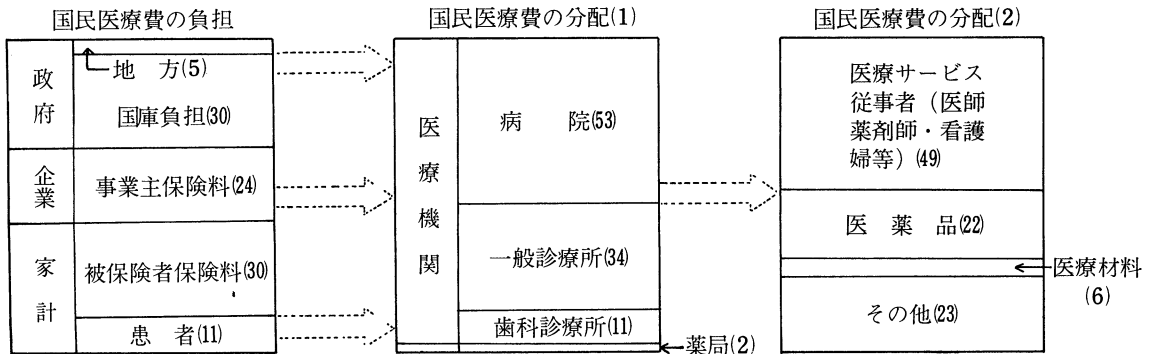 国民医療費の負担
政府
地方(5)
国庫負担(30)
企業
事業主保険料(24)
家計
被保険者保険料(30)
患者(11)
国民医療費の分配(1)
医療機関
病院(53)
一般診療所(34)
歯科診療所(11)
薬局(2)
国民医療費の分配(2)
医療サービス
従事者（医師
薬剤師・看護
婦等）(49)
医薬品(22)
医療材料
(6)
その他(23)